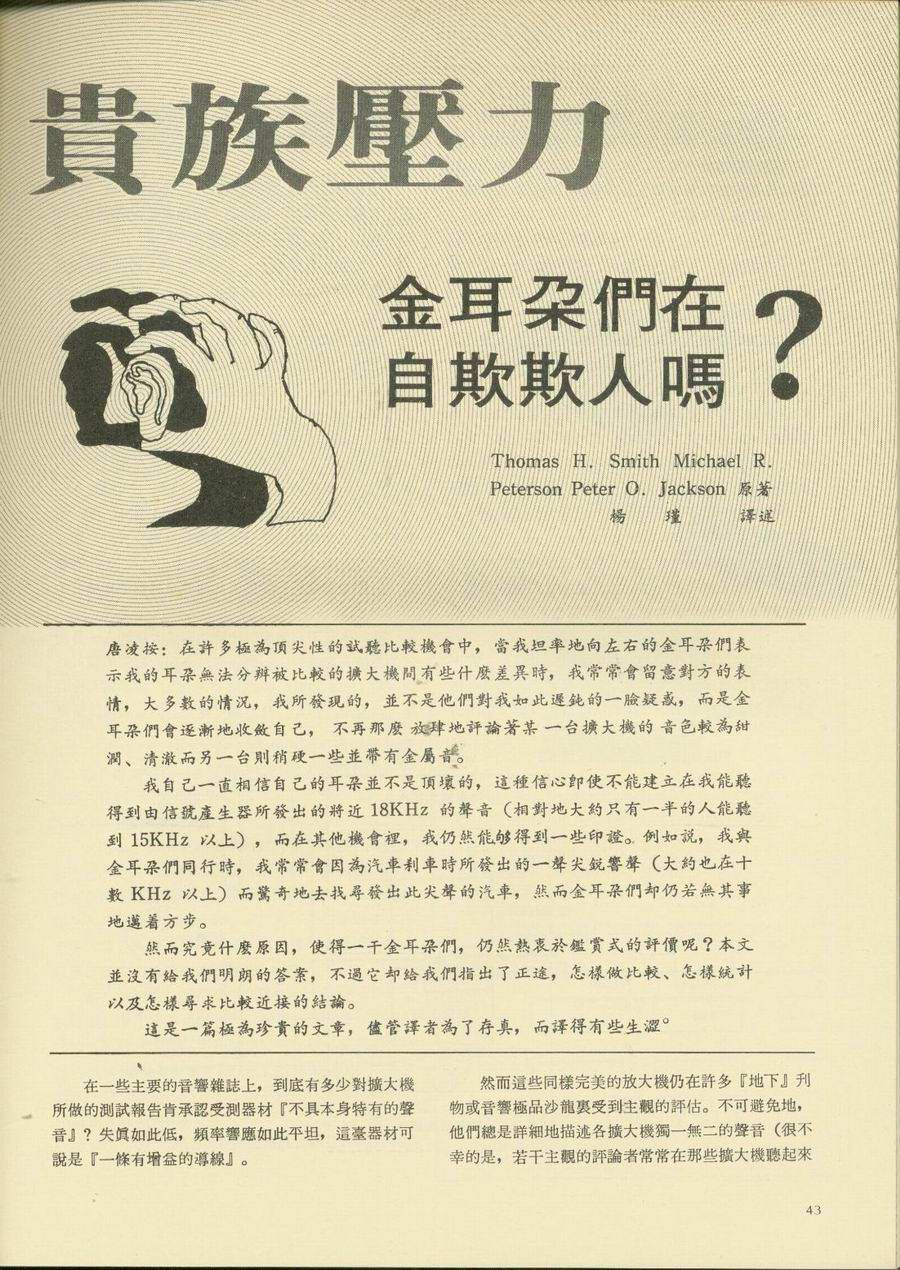 貴族壓力
金耳朶們在
自欺欺人嗎?
Thomas H. Smith Michael R.
Peterson Peter O. Jackson 原著
楊 瑾 譯述
唐凌按:在許多極為頂尖性的試聽比較機會中,當我坦率地向左右的金耳朶們表
示我的耳朶無法分辦被比較的擴大機間有些什麼差異時,我常常會留意對方的表
情,大多數的情況,我所發現的,並不是他們對我如此遲鈍的一臉疑惑,而是金
耳朶們會逐漸地收斂自己,不再那麼放肆地評論著某一台擴大機的音色較為甜
潤、清澈而另一台則稍硬一些並帶有金屬音。
我自己一直相信自己的耳朶並不是頂壞的,這種信心卽使不能建立在我能聽
得到由信號產生器所發出的將近 18KHz 的聲音(相對地大約只有一半的人能聽
到 15KHz 以上),而在其他機會裡,我仍然能够得到一些印證。例如説,我與
金耳朶們同行時,我常常會因為汽車刹車時所發出的一聲尖鋭響聲(大約也在十
數 KHz 以上)而驚奇地去找尋發出此尖聲的汽車,然而金耳朶們却仍若無其事
地邁着方步。
然而究竟什麼原因,使得一干金耳朶們,仍然熱衷於鑑賞式的評價呢?本文
並沒有給我們明朗的答案,不過它却給我們指出了正途,怎樣做比較、怎樣統計
以及怎樣尋求比較近接的結論。
這是一篇極為珍貴的文章,儘管譯者為了存真,而譯得有些生澀。
在一些主要的音響雜誌上,到底有多少對擴大機
所做的測試報告肯承認受測器材『不具本身特有的聲
音』?失眞如此低,頻率響應如此平坦,這臺器材可
說是『一條有增益的導線』。
然而這些同樣完美的放大機仍在許多『地下』刋
物或音響極品沙龍裏受到主觀的評估。不可避免地,
他們總是詳細地描述各擴大機獨一無二的聲音(很不
幸的是,若干主觀的評論者常常在那些擴大機聽起來
43